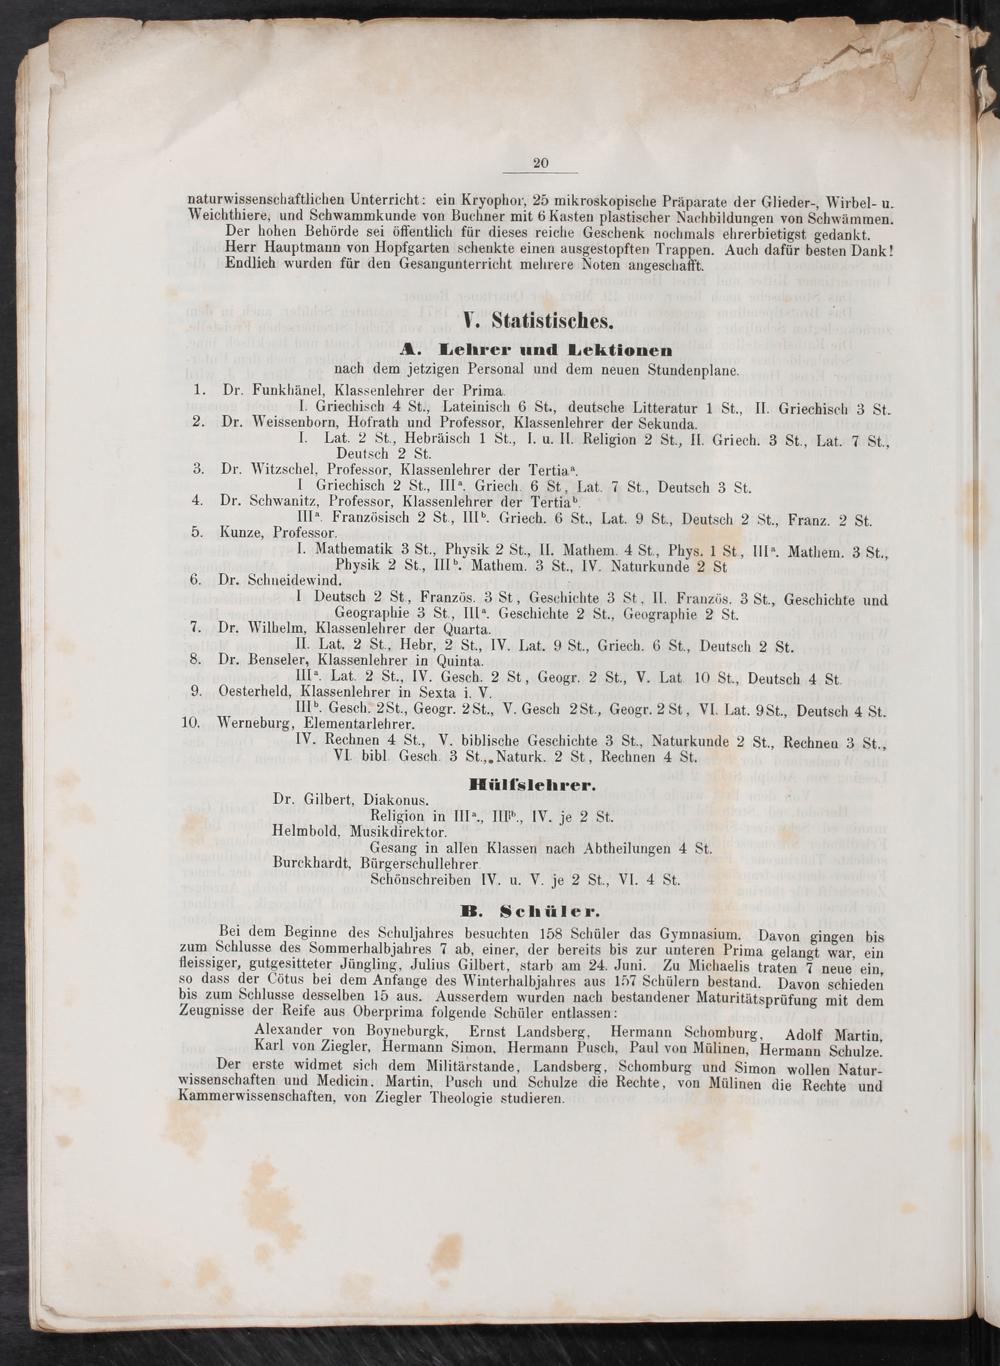 20
naturwissenschaftlichen Unterricht: ein Kryophor, 25 mikroskopische Präparate der Glieder-, Wirbel- u.
Weichthiere, und Schwammkunde von Buchner mit 6 Kasten plastischer Nachbildungen von Schwämmen.
Der hohen Behörde sei öffentlich für dieses reiche Geschenk nochmals ehrerbietigst gedankt.
Herr Hauptmann von Hopfgarten schenkte einen ausgestopften Trappen. Auch dafür besten Dank!
Endlich wurden für den Gesangunterricht mehrere Noten angeschafft.
V. Statistisches.
A. Lehrer und Lektionen
nach dem jetzigen Personal und dem neuen Stundenplane.
1. Dr. Funkhänel, Klassenlehrer der Prima.
I. Griechisch 4 St., Lateinisch 6 St., deutsche Litteratur 1 St., II. Griechisch 3 St.
2. Dr. Weissenborn, Hofrath und Professor, Klassenlehrer der Sekunda.
I. Lat. 2 St., Hebräisch 1 St., I. u. II. Religion 2 St., II. Griech. 3 St., Lat. 7 St.,
Deutsch 2 St.
3. Dr. Witzschel, Professor, Klassenlehrer der Tertiaᵃ.
I Griechisch 2 St., IIIᵃ. Griech. 6 St, Lat. 7 St., Deutsch 3 St.
4. Dr. Schwanitz, Professor, Klassenlehrer der Tertiaᵇ.
IIIᵃ. Französisch 2 St., IIIᵇ. Griech. 6 St., Lat. 9 St., Deutsch 2 St., Franz. 2 St.
5. Kunze, Professor.
I. Mathematik 3 St., Physik 2 St., II. Mathem. 4 St., Phys. 1 St, IIIᵃ. Mathem. 3 St.,
Physik 2 St., IIIᵇ. Mathem. 3 St., IV. Naturkunde 2 St
6. Dr. Schneidewind.
I Deutsch 2 St, Französ. 3 St, Geschichte 3 St, II. Französ. 3 St., Geschichte und
Geographie 3 St., IIIᵃ. Geschichte 2 St., Geographie 2 St.
7. Dr. Wilhelm, Klassenlehrer der Quarta.
II. Lat. 2 St., Hebr, 2 St., IV. Lat. 9 St., Griech. 6 St., Deutsch 2 St.
8. Dr. Benseler, Klassenlehrer in Quinta.
IIIᵃ. Lat. 2 St., IV. Gesch. 2 St, Geogr. 2 St., V. Lat 10 St., Deutsch 4 St.
9. Oesterheld, Klassenlehrer in Sexta i. V.
IIIᵇ. Gesch. 2 St., Geogr. 2 St., V. Gesch 2 St., Geogr. 2 St, VI. Lat. 9 St., Deutsch 4 St.
10. Werneburg, Elementarlehrer.
IV. Rechnen 4 St., V. biblische Geschichte 3 St., Naturkunde 2 St., Rechnen 3 St.,
VI. bibl. Gesch. 3 St., Naturk. 2 St, Rechnen 4 St.
Hülfslehrer.
Dr. Gilbert, Diakonus.
Religion in IIIᵃ., IIIᵇ., IV. je 2 St.
Helmbold, Musikdirektor.
Gesang in allen Klassen nach Abtheilungen 4 St.
Burckhardt, Bürgerschullehrer.
Schönschreiben IV. u. V. je 2 St., VI. 4 St.
B. Schüler.
Bei dem Beginne des Schuljahres besuchten 158 Schüler das Gymnasium. Davon gingen bis
zum Schlusse des Sommerhalbjahres 7 ab, einer, der bereits bis zur unteren Prima gelangt war, ein
fleissiger, gutgesitteter Jüngling, Julius Gilbert, starb am 24. Juni. Zu Michaelis traten 7 neue ein,
so dass der Cötus bei dem Anfange des Winterhalbjahres aus 157 Schülern bestand. Davon schieden
bis zum Schlusse desselben 15 aus. Ausserdem wurden nach bestandener Maturitätsprüfung mit dem
Zeugnisse der Reife aus Oberprima folgende Schüler entlassen:
Alexander von Boyneburgk, Ernst Landsberg, Hermann Schomburg, Adolf Martin,
Karl von Ziegler, Hermann Simon, Hermann Pusch, Paul von Mülinen, Hermann Schulze.
Der erste widmet sich dem Militärstande, Landsberg, Schomburg und Simon wollen Natur-
wissenschaften und Medicin, Martin, Pusch und Schulze die Rechte, von Mülinen die Rechte und
Kammerwissenschaften, von Ziegler Theologie studieren.